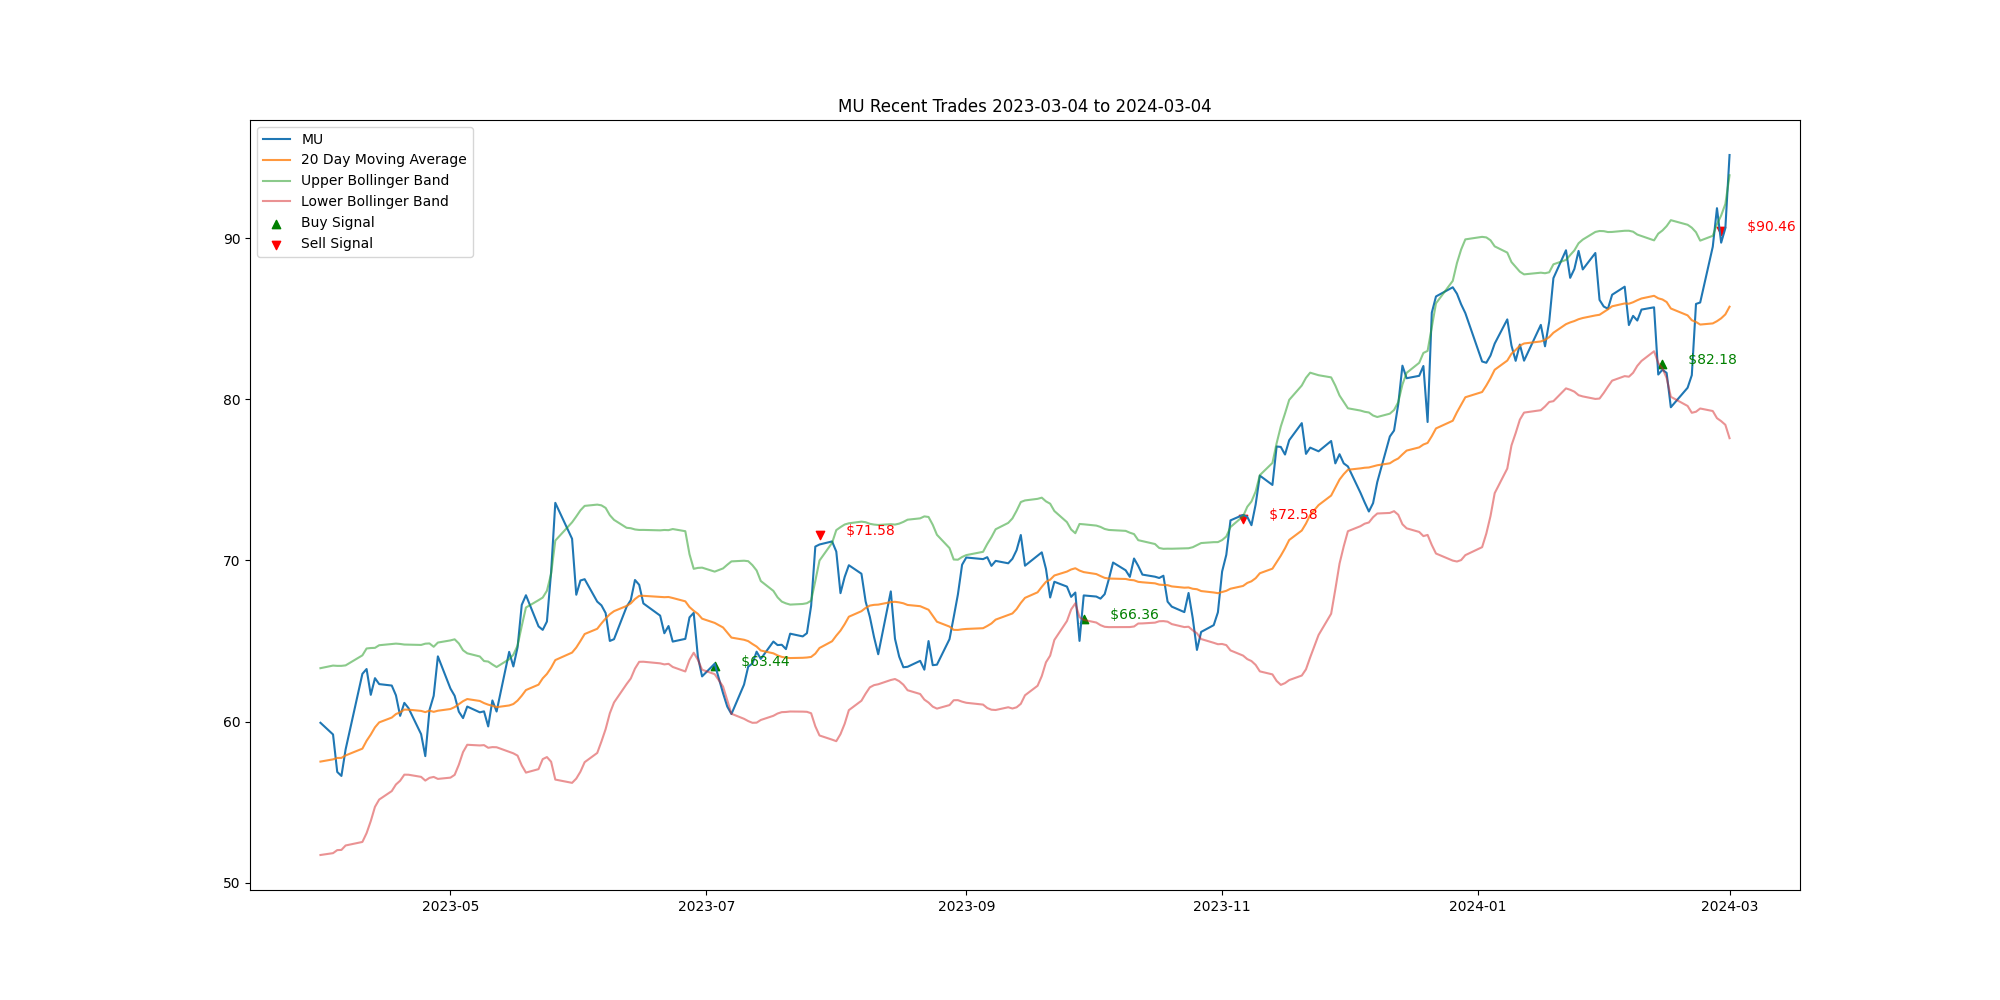 MU Recent Trades 2023-03-04 to 2024-03-04
MU
20 Day Moving Average
Upper Bollinger Band
Lower Bollinger Band
Buy Signal
Sell Signal
90
80
70
60
50
$90.46
$82.18
$72.58
$71.58
$66.36
$63.44
2023-05
2023-07
2023-09
2023-11
2024-01
2024-03